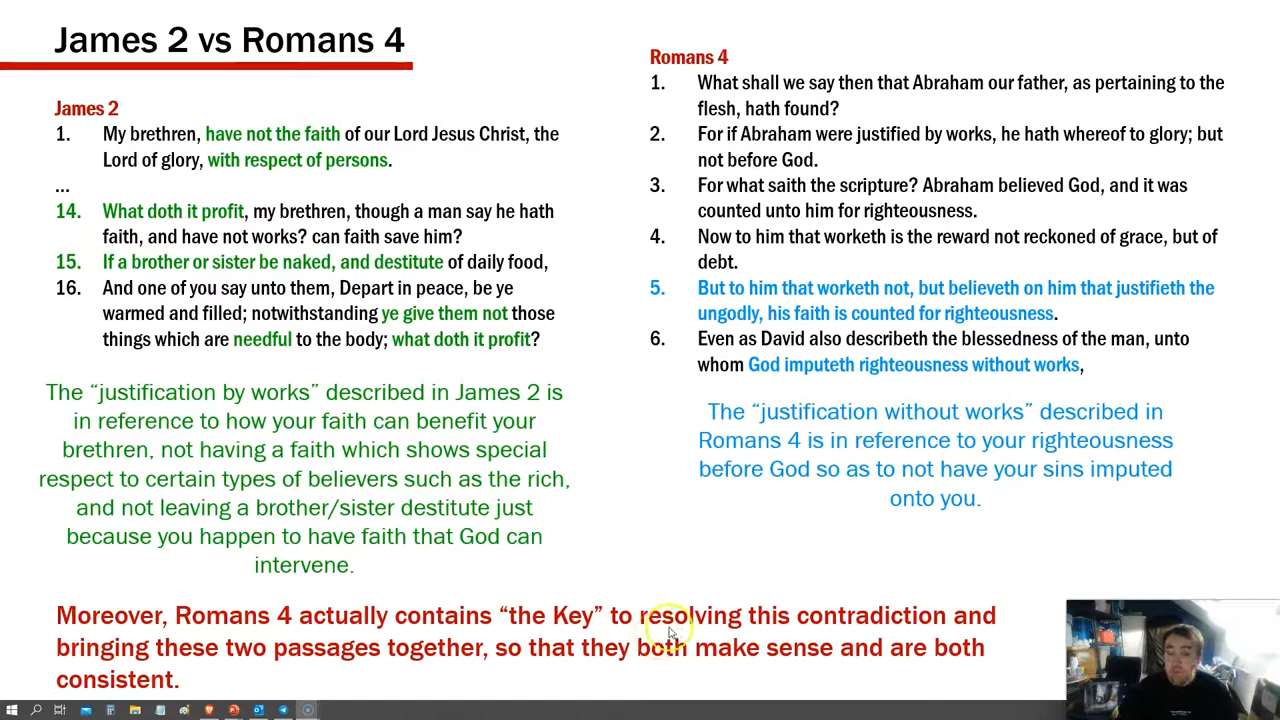 James 2 vs Romans 4
James 2
1. My brethren, have not the faith of our Lord Jesus Christ, the
Lord of glory, with respect of persons.
...
14. What doth it profit, my brethren, though a man say he hath
faith, and have not works? can faith save him?
15. If a brother or sister be naked, and destitute of daily food,
16. And one of you say unto them, Depart in peace, be ye
warmed and filled; notwithstanding ye give them not those
things which are needful to the body; what doth it profit?
The “justification by works” described in James 2 is
in reference to how your faith can benefit your
brethren, not having a faith which shows special
respect to certain types of believers such as the rich,
and not leaving a brother/sister destitute just
because you happen to have faith that God can
intervene.
Romans 4
1. What shall we say then that Abraham our father, as pertaining to the
flesh, hath found?
2. For if Abraham were justified by works, he hath whereof to glory; but
not before God.
3. For what saith the scripture? Abraham believed God, and it was
counted unto him for righteousness.
4. Now to him that worketh is the reward not reckoned of grace, but of
debt.
5. But to him that worketh not, but believeth on him that justifieth the
ungodly, his faith is counted for righteousness.
6. Even as David also describeth the blessedness of the man, unto
whom God imputeth righteousness without works,
The “justification without works” described in
Romans 4 is in reference to your righteousness
before God so as to not have your sins imputed
onto you.
Moreover, Romans 4 actually contains “the Key” to resolving this contradiction and
bringing these two passages together, so that they both make sense and are both
consistent.